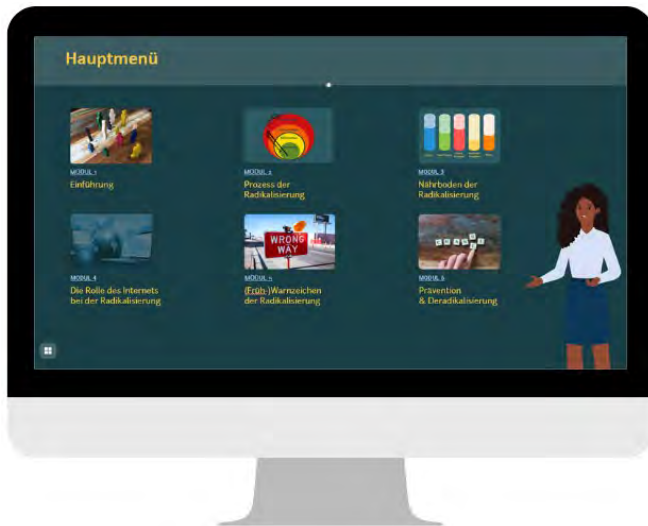 Hauptmenü
MODUL 1
Einführung
MODUL 2
Prozess der
Radikalisierung
MODUL 3
Nährboden der
Radikalisierung
MODUL 4
Die Rolle des Internets
bei der Radikalisierung
WRONG
WAY
MODUL 5
(Früh-)Warnzeichen
der Radikalisierung
MODUL 6
Prävention
& Deradikalisierung